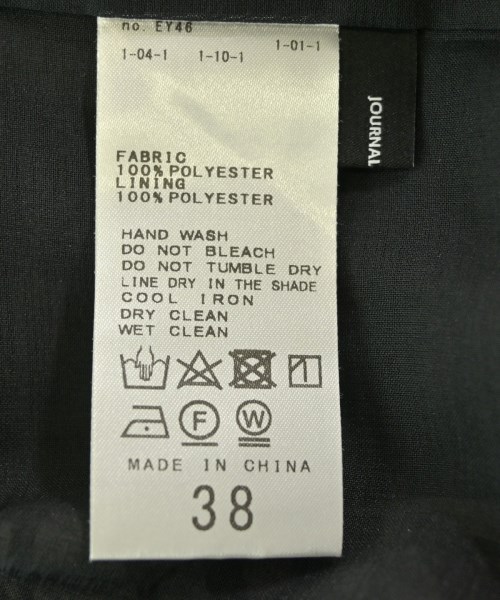 no. EY46
1-04-1 1-10-1 1-01-1
JOURNAL
FABRIC
100% POLYESTER
LINING
100% POLYESTER
HAND WASH
DO NOT BLEACH
DO NOT TUMBLE DRY
LINE DRY IN THE SHADE
COOL IRON
DRY CLEAN
WET CLEAN
F W
MADE IN CHINA
38